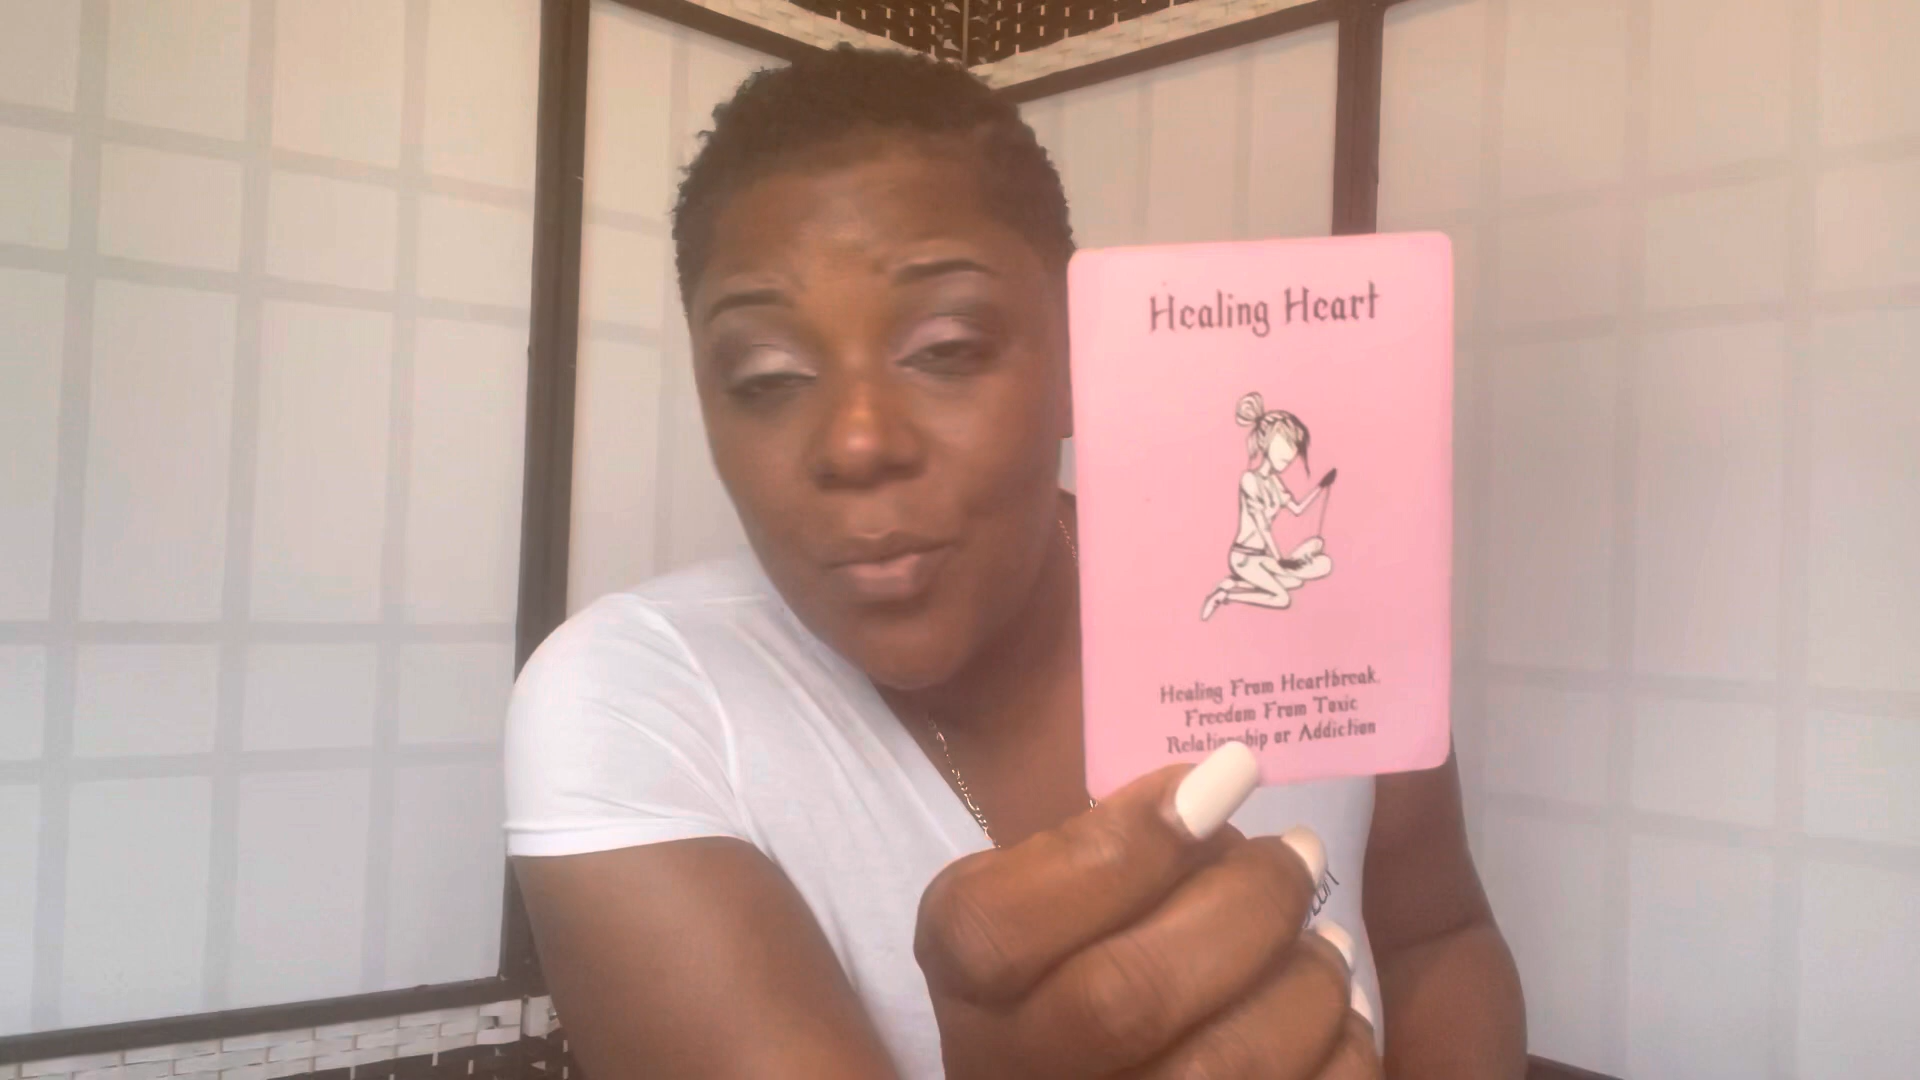 Healing Heart
Healing From Heartbreak,
Freedom From Toxic
Relationship or Addiction